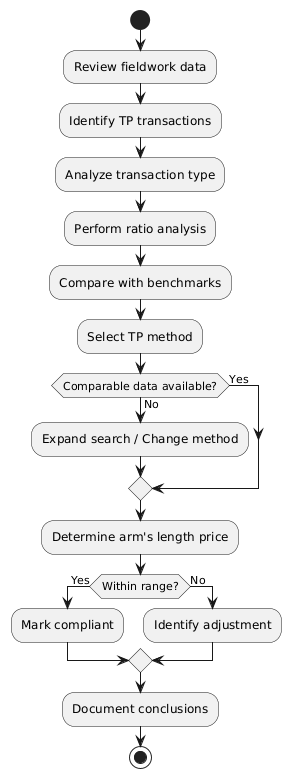 Review fieldwork data
Identify TP transactions
Analyze transaction type
Perform ratio analysis
Compare with benchmarks
Select TP method
Comparable data available?
Yes
No
Expand search / Change method
Determine arm's length price
Yes
Within range?
No
Mark compliant
Identify adjustment
Document conclusions